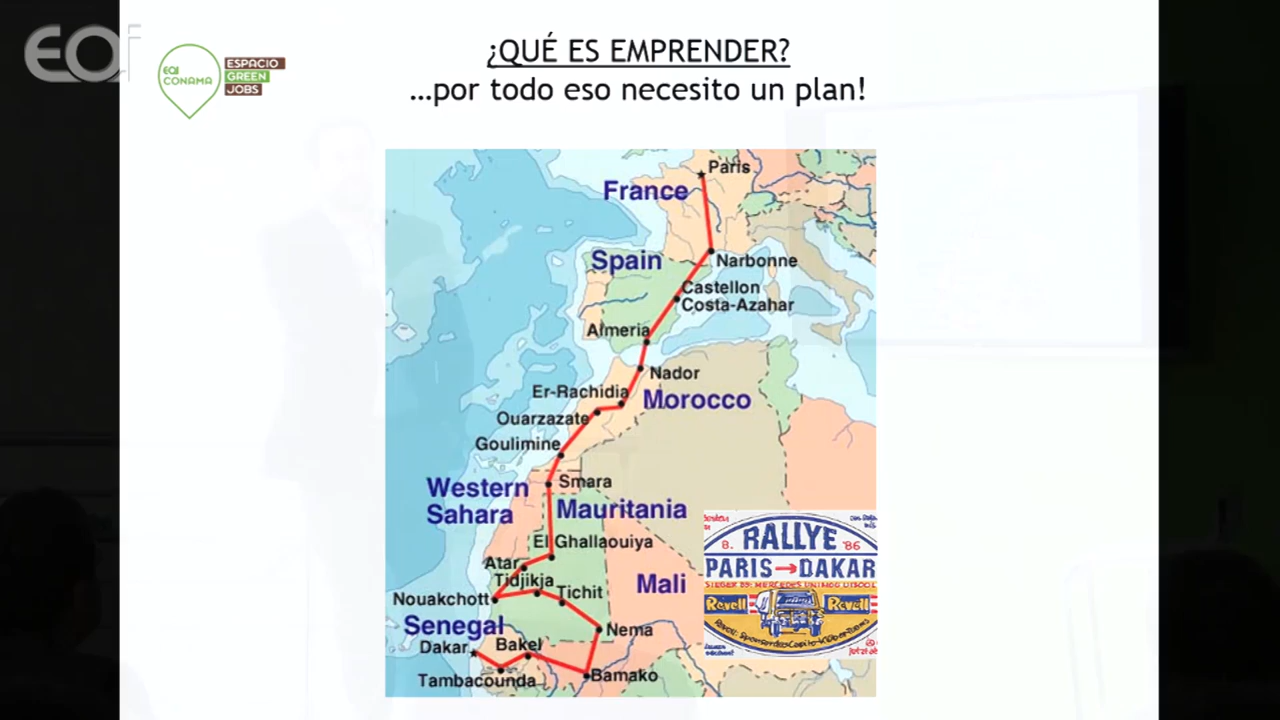 EOI
EOI
CONAMA
ESPACIO
GREEN
JOBS
¿QUÉ ES EMPRENDER?
...por todo eso necesito un plan!
Paris
France
Spain
Narbonne
Castellon
Costa-Azahar
Almeria
Nador
Er-Rachidia
Morocco
Ouarzazate
Goulimine
Smara
Western
Sahara
Mauritania
El Ghallaouiya
Atar
Tidjikja
Tichit
Mali
Nouakchott
Senegal
Nema
Dakar
Bakel
Tambacounda
Bamako
8. RALLYE '86
PARIS → DAKAR
Revell
Revell